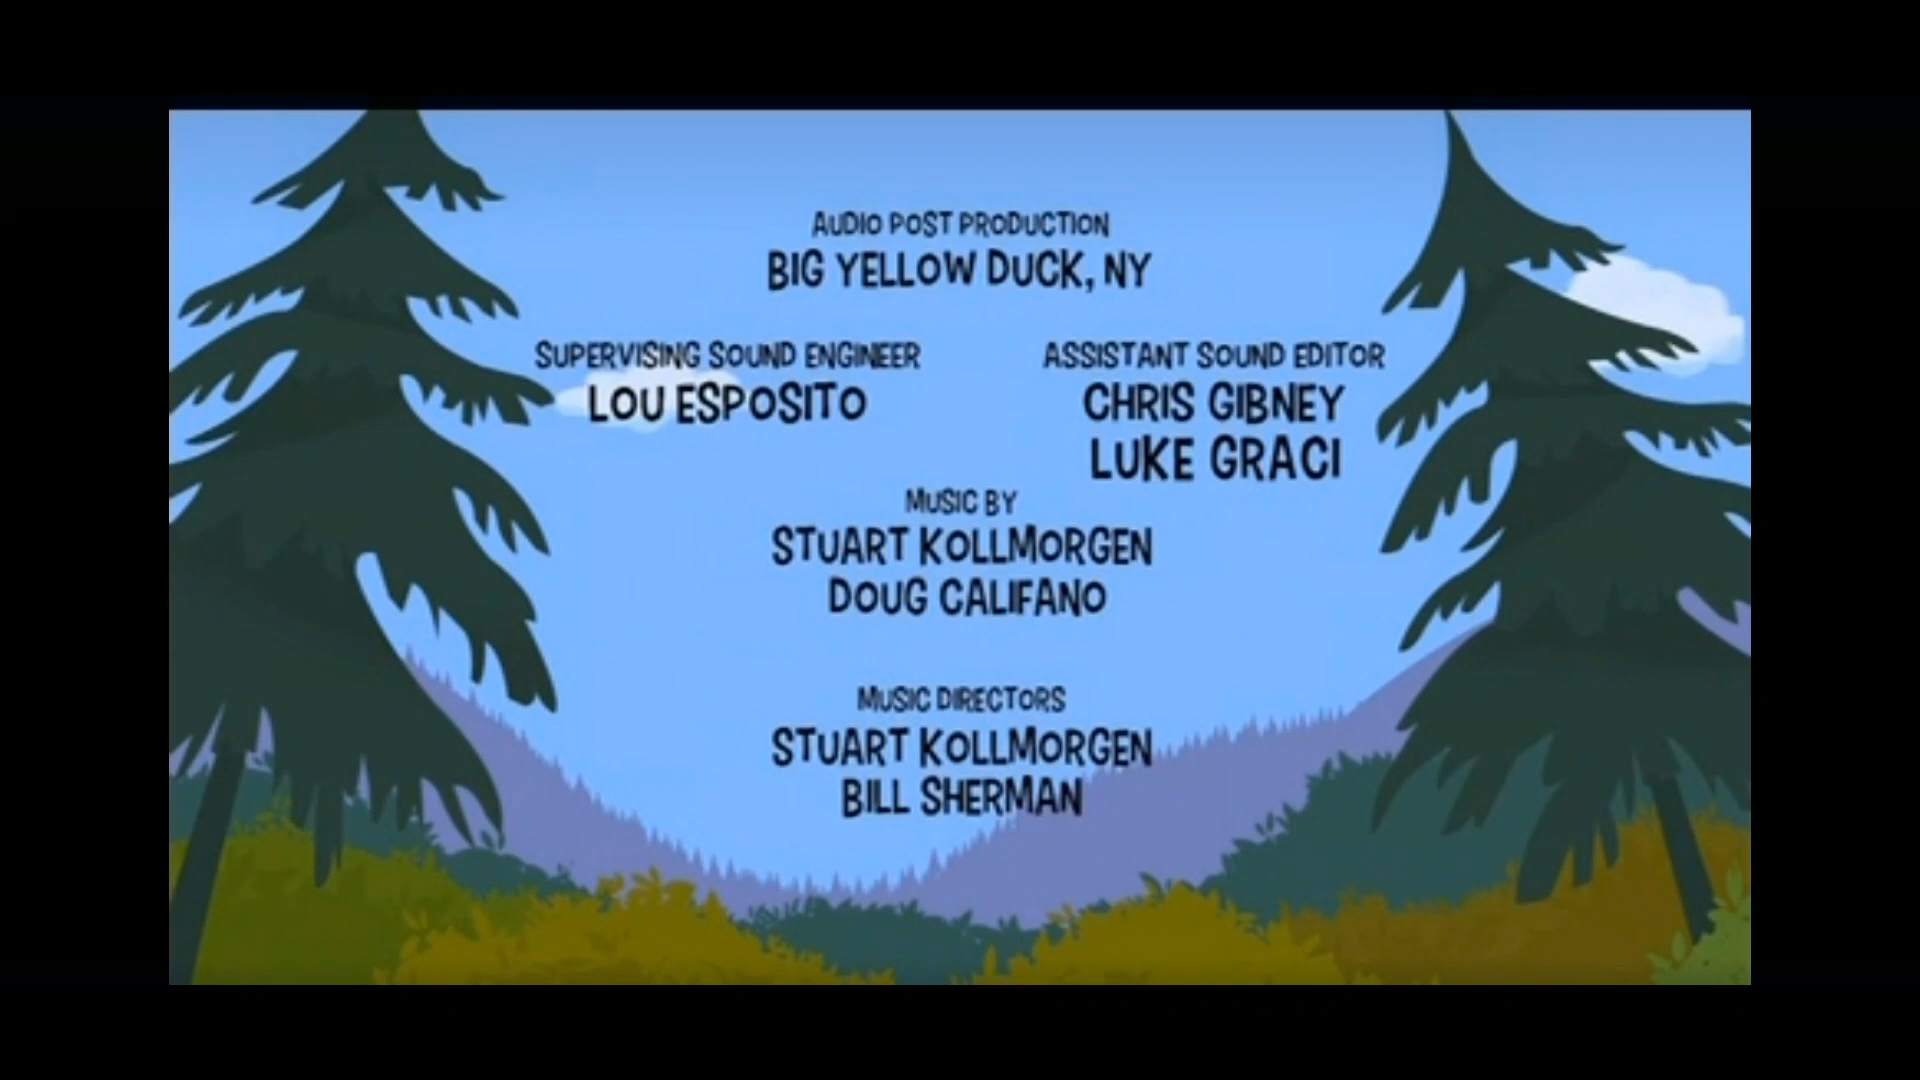 AUDIO POST PRODUCTION
BIG YELLOW DUCK, NY
SUPERVISING SOUND ENGINEER
LOU ESPOSITO
ASSISTANT SOUND EDITOR
CHRIS GIBNEY
LUKE GRACI
MUSIC BY
STUART KOLLMORGEN
DOUG CALIFANO
MUSIC DIRECTORS
STUART KOLLMORGEN
BILL SHERMAN